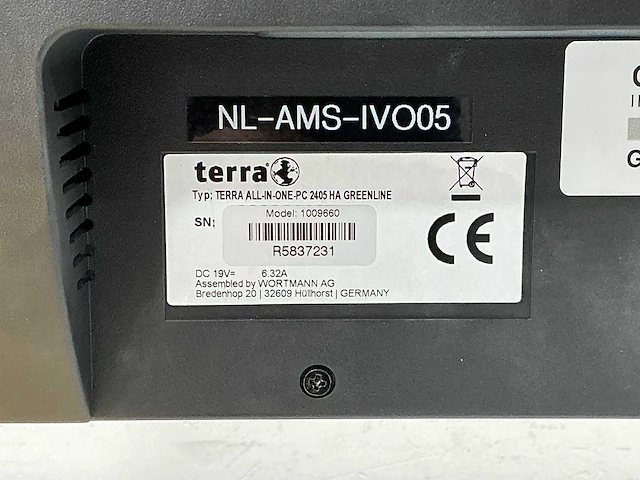 NL-AMS-IVO05
terra
Typ; TERRA ALL-IN-ONE-PC 2405 HA GREENLINE
Model: 1009660
SN;
R5837231
DC 19V= 6.32A
Assembled by WORTMANN AG
Bredenhop 20 | 32609 Hüllhorst | GERMANY
CE